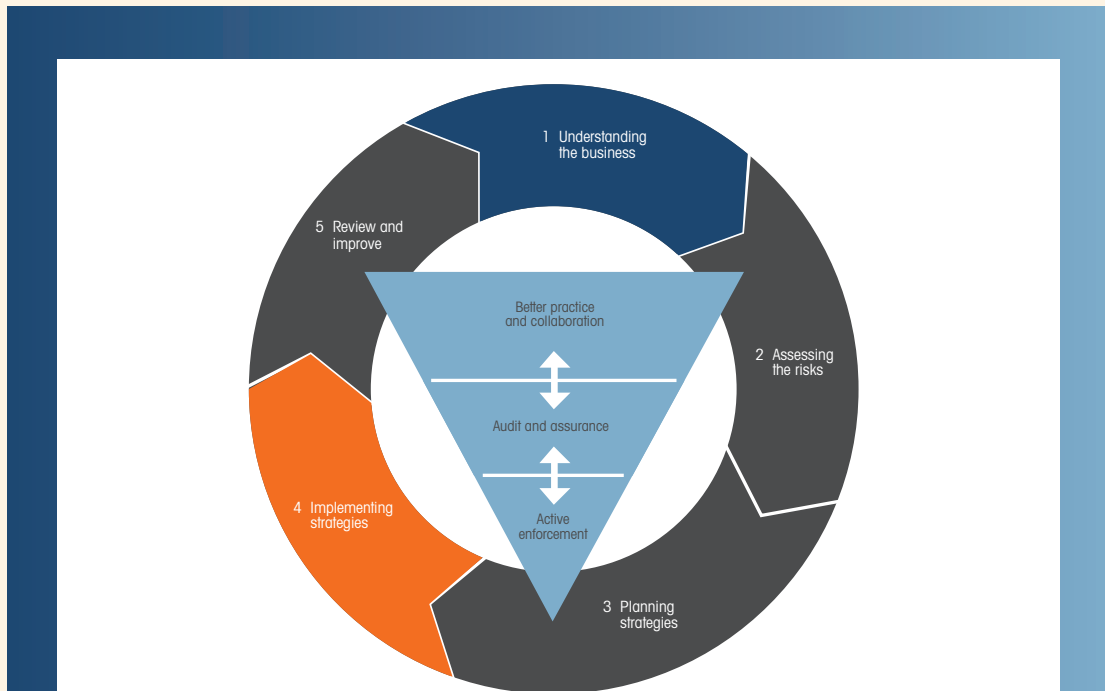 1 Understanding
the business
2 Assessing
the risks
3 Planning
strategies
4 Implementing
strategies
5 Review and
improve
Better practice
and collaboration
Audit and assurance
Active
enforcement